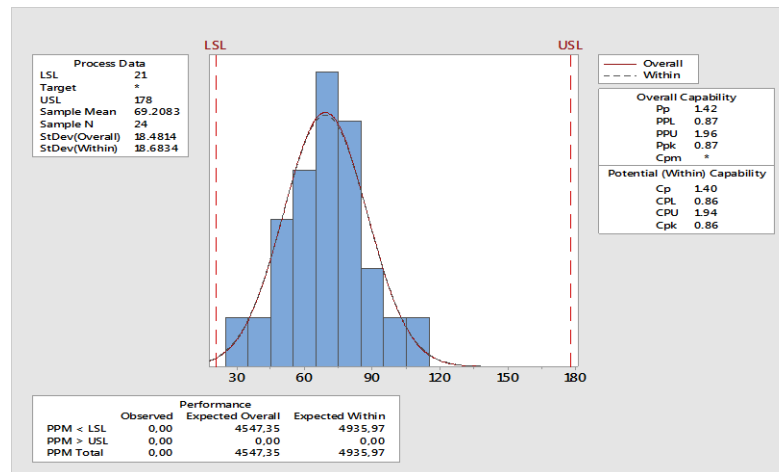 LSL USL
Process Data
LSL 21
Target *
USL 178
Sample Mean 69.2083
Sample N 24
StDev(Overall) 18.4814
StDev(Within) 18.6834
Overall
Within
Overall Capability
Pp 1.42
PPL 0.87
PPU 1.96
Ppk 0.87
Cpm *
Potential (Within) Capability
Cp 1.40
CPL 0.86
CPU 1.94
Cpk 0.86
30 60 90 120 150 180
Performance
Observed Expected Overall Expected Within
PPM < LSL 0,00 4547,35 4935,97
PPM > USL 0,00 0,00 0,00
PPM Total 0,00 4547,35 4935,97